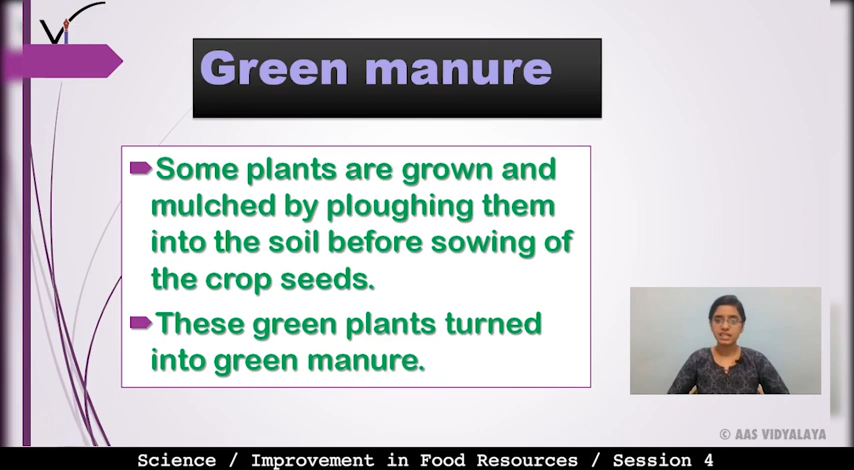 Green manure
Some plants are grown and
mulched by ploughing them
into the soil before sowing of
the crop seeds.
These green plants turned
into green manure.
© AAS VIDYALAYA
Science / Improvement in Food Resources / Session 4